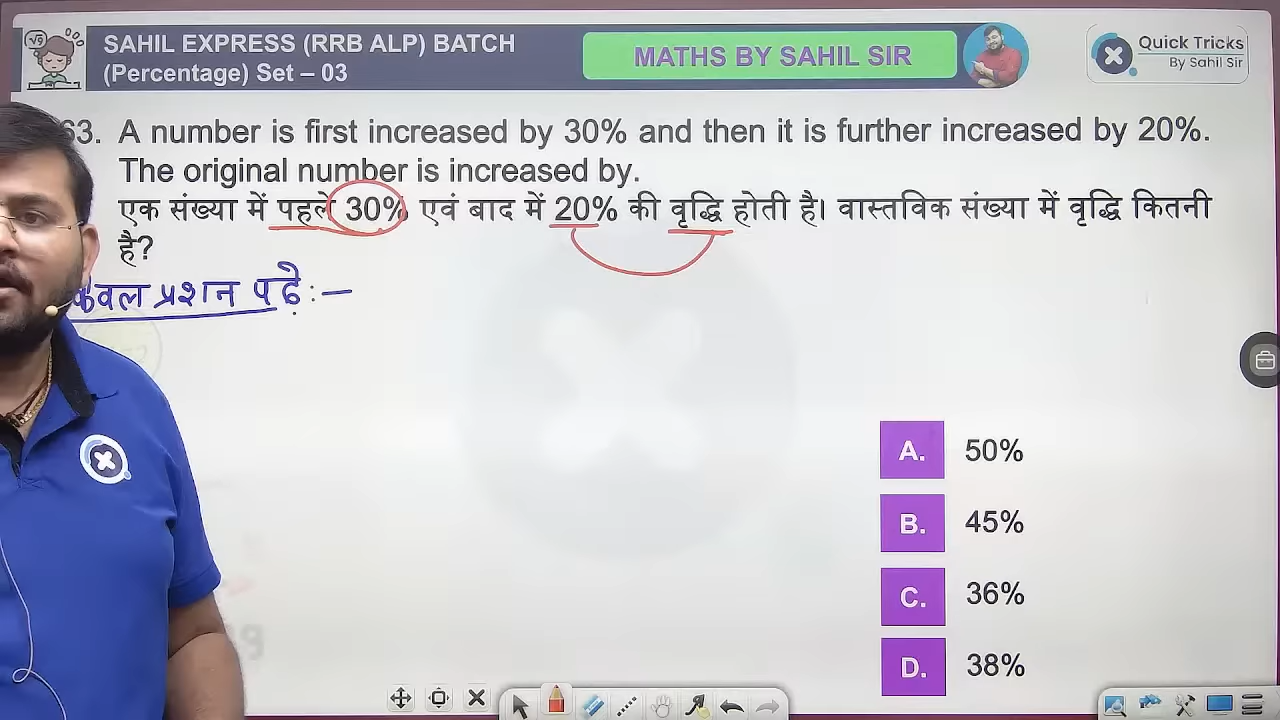 SAHIL EXPRESS (RRB ALP) BATCH
(Percentage) Set – 03
MATHS BY SAHIL SIR
Quick Tricks
By Sahil Sir
63. A number is first increased by 30% and then it is further increased by 20%.
The original number is increased by.
एक संख्या में पहले 30% एवं बाद में 20% की वृद्धि होती है। वास्तविक संख्या में वृद्धि कितनी
है?
केवल प्रशन पढे :—
A. 50%
B. 45%
C. 36%
D. 38%